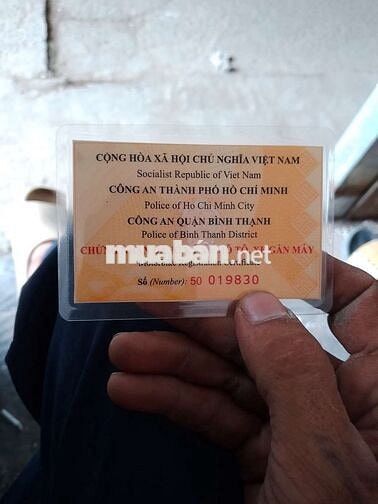 CỘNG HÒA XÃ HỘI CHỦ NGHĨA VIỆT NAM
Socialist Republic of Viet Nam
CÔNG AN THÀNH PHỐ HỒ CHÍ MINH
Police of Ho Chi Minh City
CÔNG AN QUẬN BÌNH THẠNH
Police of Binh Thanh District
MÁY
muaban.net
Số (Number): 50 019830